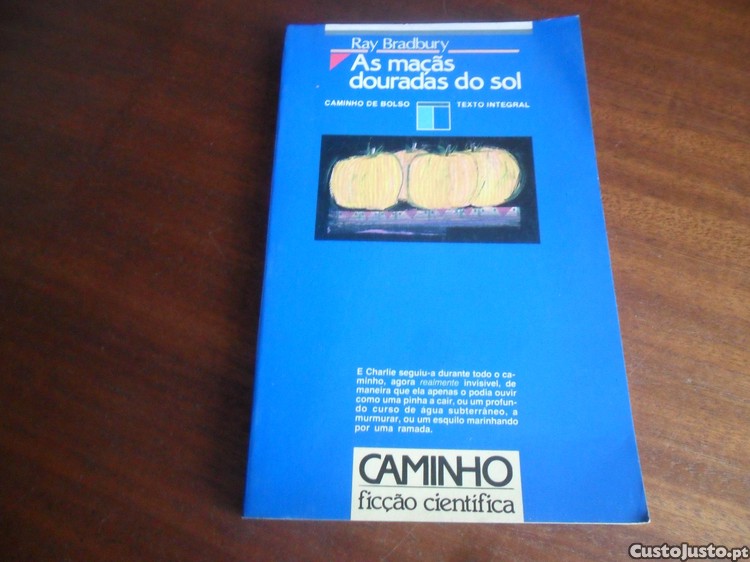 Ray Bradbury
As maçãs
douradas do sol
CAMINHO DE BOLSO TEXTO INTEGRAL
E Charlie seguiu-a durante todo o ca-
minho, agora realmente invisível, de
maneira que ela apenas o podia ouvir
como uma pinha a cair, ou um profun-
do curso de água subterrâneo, a
murmurar, ou um esquilo marinhando
por uma ramada.
CAMINHO
ficção científica
CustoJusto.pt